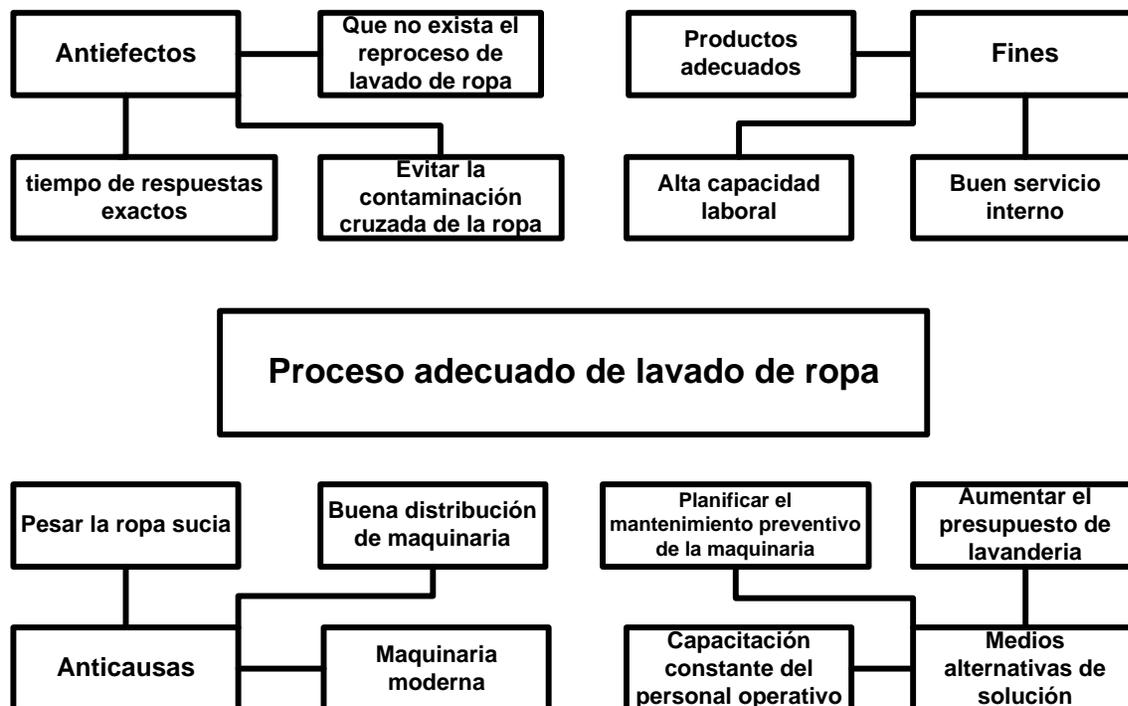 Antiefectos
Que no exista el
reproceso de
lavado de ropa
Productos
adecuados
Fines
tiempo de respuestas
exactos
Evitar la
contaminación
cruzada de la ropa
Alta capacidad
laboral
Buen servicio
interno
Proceso adecuado de lavado de ropa
Pesar la ropa sucia
Buena distribución
de maquinaria
Planificar el
mantenimiento preventivo
de la maquinaria
Aumentar el
presupuesto de
lavanderia
Anticausas
Maquinaria
moderna
Capacitación
constante del
personal operativo
Medios
alternativas de
solución